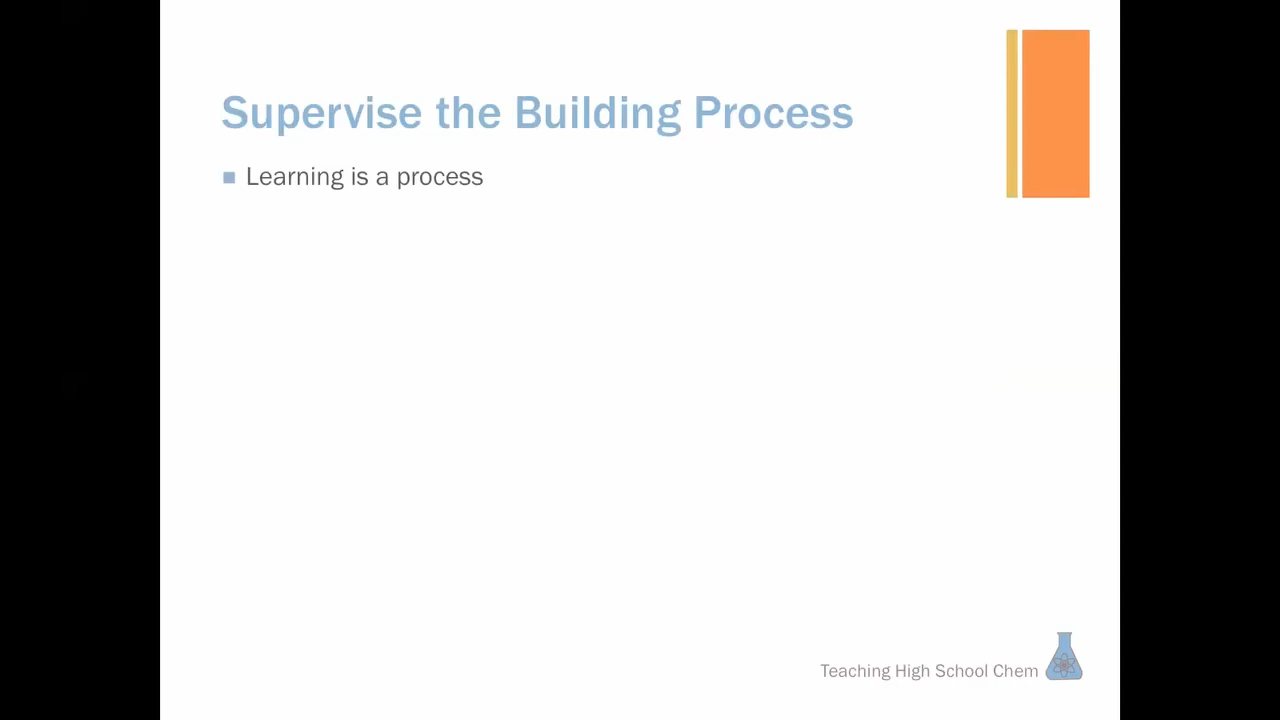 Supervise the Building Process
Learning is a process
Teaching High School Chem